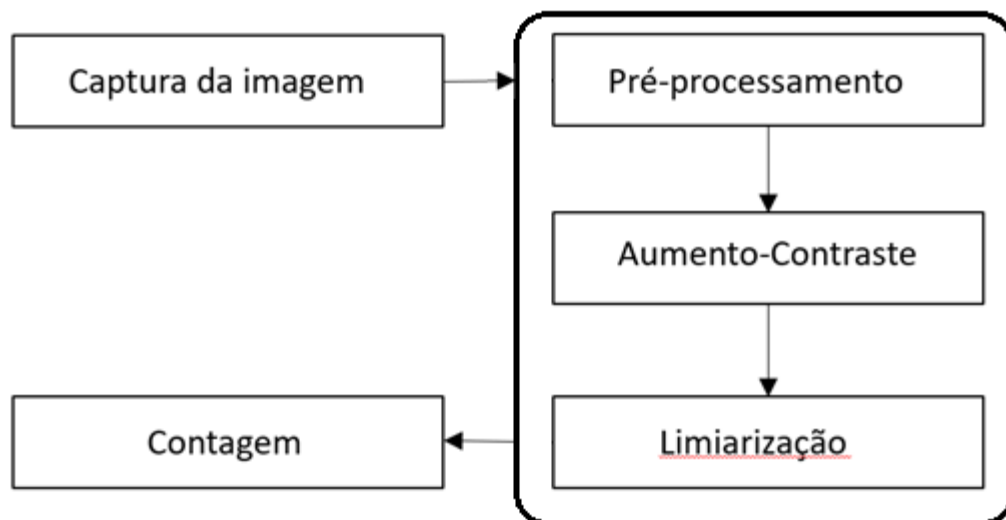 Captura da imagem
Pré-processamento
Aumento-Contraste
Limiarização
Contagem